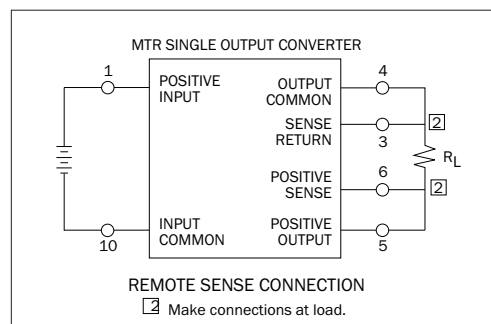 MTR SINGLE OUTPUT CONVERTER
1
POSITIVE
INPUT
OUTPUT
COMMON
4
SENSE
RETURN
3
2
RL
POSITIVE
SENSE
6
2
INPUT
COMMON
10
POSITIVE
OUTPUT
5
REMOTE SENSE CONNECTION
2 Make connections at load.